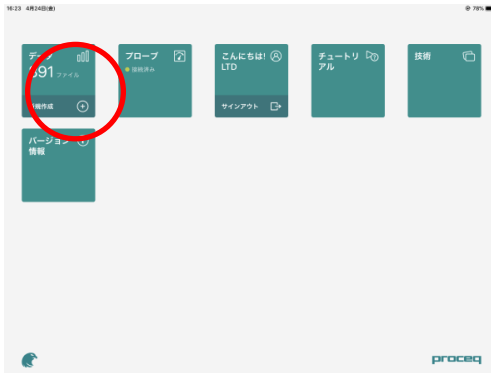 16:23 4月24日(金)
78%
データ
391 ファイル
新規作成
プローブ
接続済み
こんにちは!
LTD
サインアウト
チュートリ
アル
技術
バージョン
情報
proceq